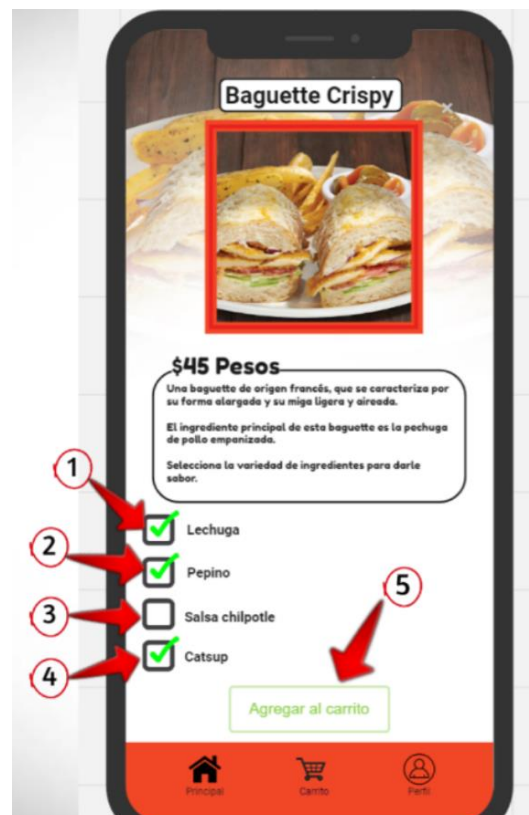 Baguette Crispy
×
$45 Pesos
Una baguette de origen francés, que se caracteriza por
su forma alargada y su miga ligera y aireada.
El ingrediente principal de esta baguette es la pechuga
de pollo empanizada.
Selecciona la variedad de ingredientes para darle
sabor.
1
Lechuga
2
Pepino
3
Salsa chilpotle
4
Catsup
5
Agregar al carrito
Principal
Carrito
Perfil